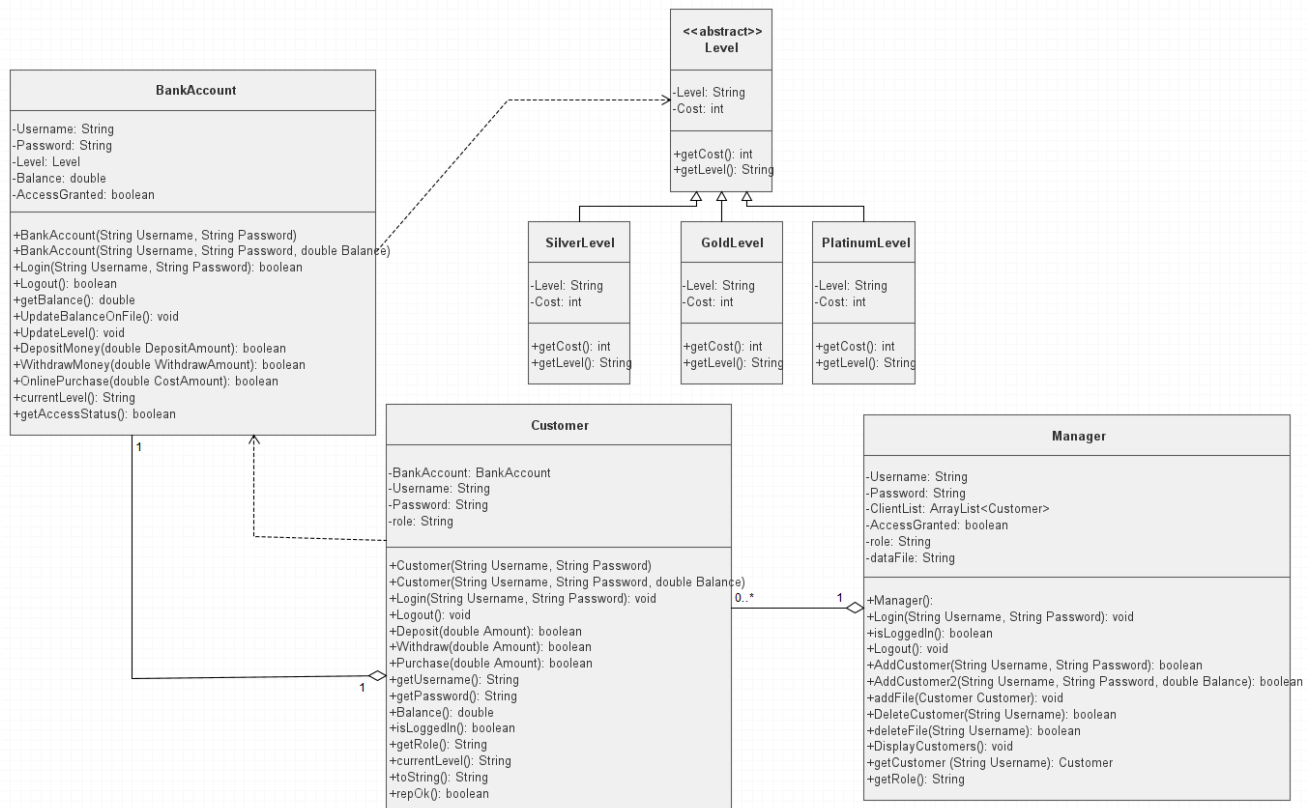 <<abstract>>
Level
-Level: String
-Cost: int
+getCost(): int
+getLevel(): String
BankAccount
-Username: String
-Password: String
-Level: Level
-Balance: double
-AccessGranted: boolean
+BankAccount(String Username, String Password)
+BankAccount(String Username, String Password, double Balance)
+Login(String Username, String Password): boolean
+Logout(): boolean
+getBalance(): double
+UpdateBalanceOnFile(): void
+UpdateLevel(): void
+DepositMoney(double DepositAmount): boolean
+WithdrawMoney(double WithdrawAmount): boolean
+OnlinePurchase(double CostAmount): boolean
+currentLevel(): String
+getAccessStatus(): boolean
SilverLevel
-Level: String
-Cost: int
+getCost(): int
+getLevel(): String
GoldLevel
-Level: String
-Cost: int
+getCost(): int
+getLevel(): String
PlatinumLevel
-Level: String
-Cost: int
+getCost(): int
+getLevel(): String
1
1
Customer
-BankAccount: BankAccount
-Username: String
-Password: String
-role: String
+Customer(String Username, String Password)
+Customer(String Username, String Password, double Balance)
+Login(String Username, String Password): void
+Logout(): void
+Deposit(double Amount): boolean
+Withdraw(double Amount): boolean
+Purchase(double Amount): boolean
+getUsername(): String
+getPassword(): String
+Balance(): double
+isLoggedIn(): boolean
+getRole(): String
+currentLevel(): String
+toString(): String
+repOk(): boolean
0..*
1
Manager
-Username: String
-Password: String
-ClientList: ArrayList<Customer>
-AccessGranted: boolean
-role: String
-dataFile: String
+Manager():
+Login(String Username, String Password): void
+isLoggedIn(): boolean
+Logout(): void
+AddCustomer(String Username, String Password): boolean
+AddCustomer2(String Username, String Password, double Balance): boolean
+addFile(Customer Customer): void
+DeleteCustomer(String Username): boolean
+deleteFile(String Username): boolean
+DisplayCustomers(): void
+getCustomer (String Username): Customer
+getRole(): String